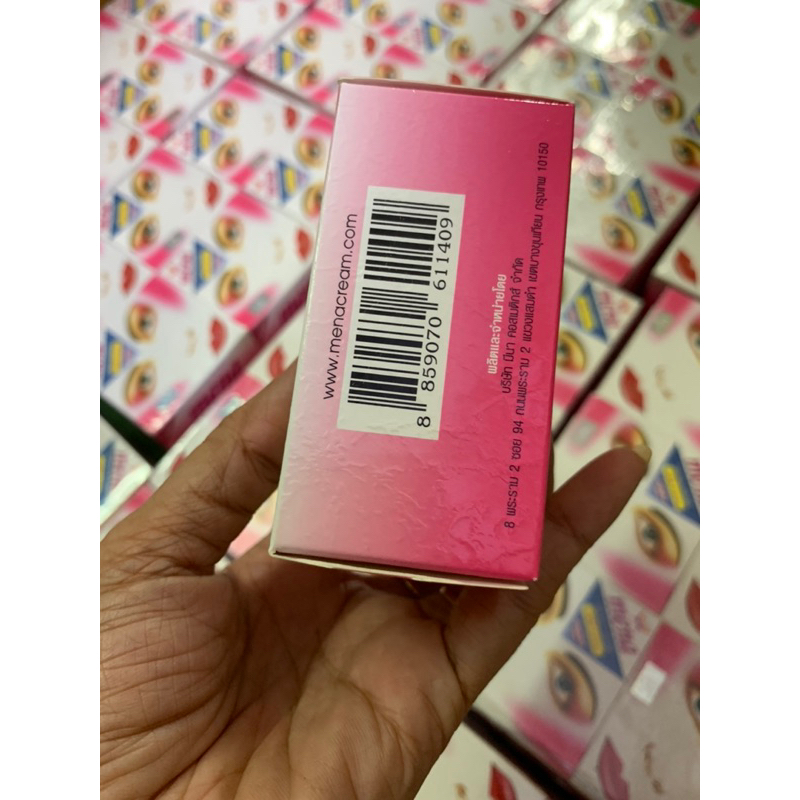 www.menacream.com
8 859070 611409
ผลิตและจำหน่ายโดย
บริษัท มีนา คอสเมติกส์ จำกัด
8 พระราม 2 ซอย 94 ถนนพระราม 2 แขวงแสมดำ เขตบางขุนเทียน กรุงเทพ 10150